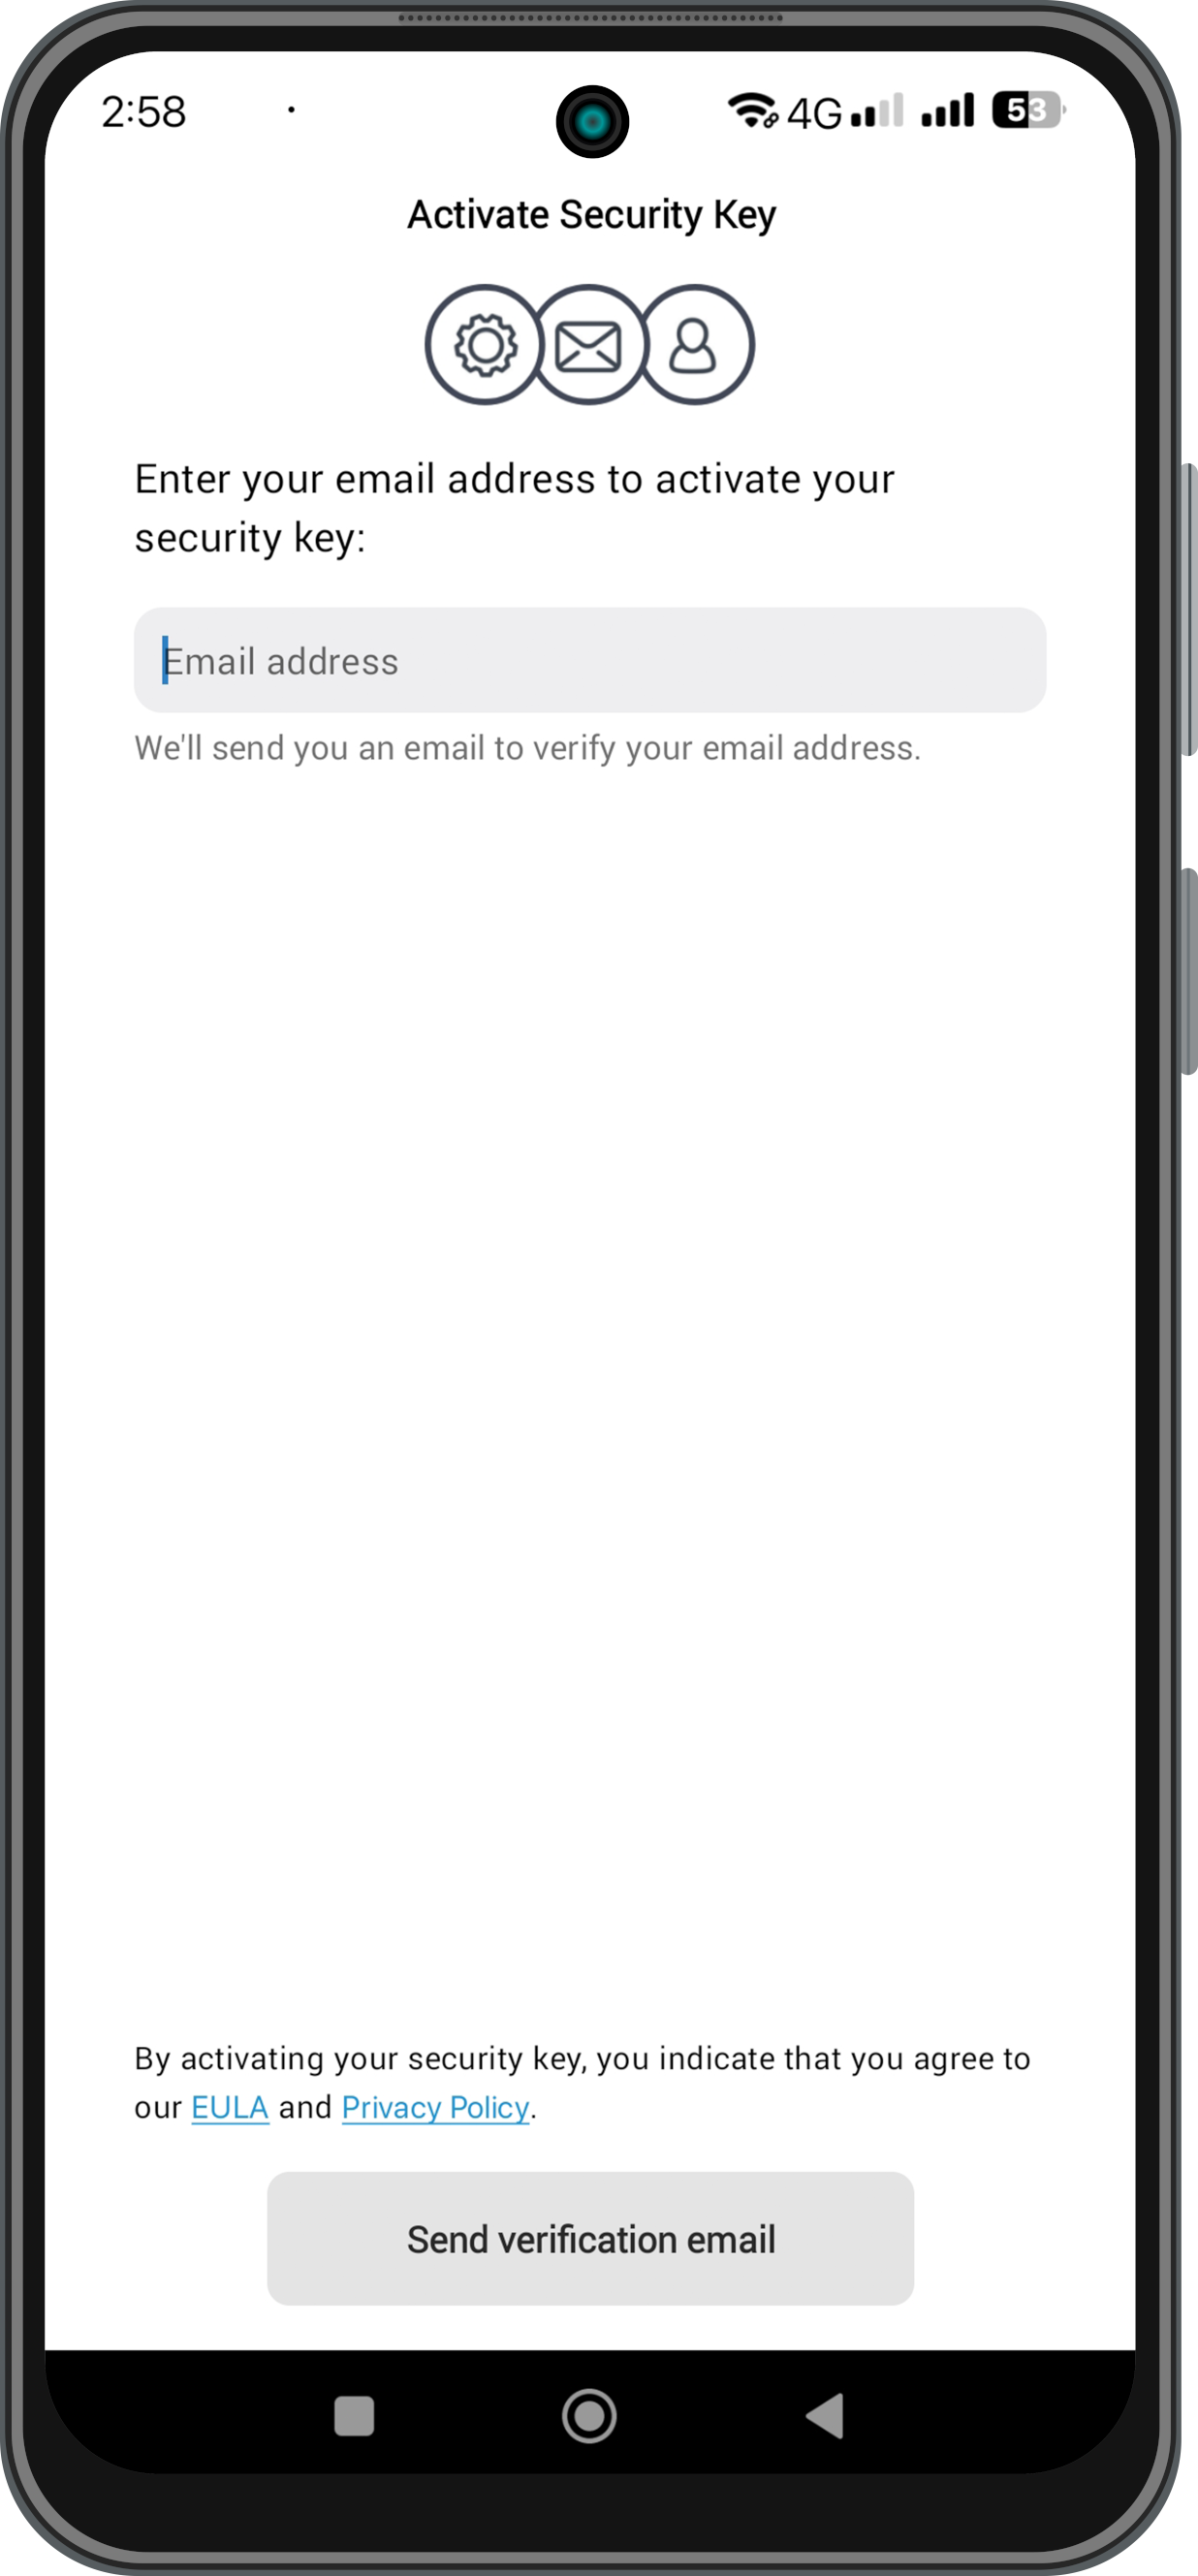 2:58
4G
53
Activate Security Key
Enter your email address to activate your
security key:
Email address
We'll send you an email to verify your email address.
By activating your security key, you indicate that you agree to
our EULA and Privacy Policy.
Send verification email